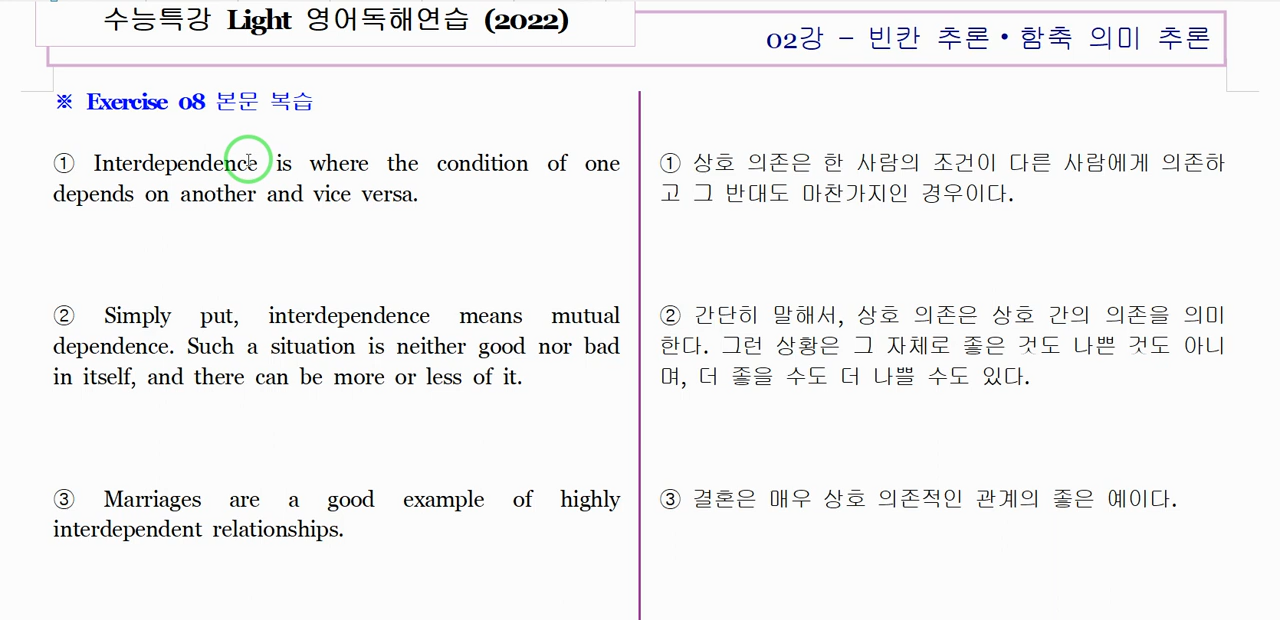 수능특강 Light 영어독해연습 (2022)
02강 - 빈칸 추론•함축 의미 추론
※ Exercise 08 본문 복습
① Interdependence is where the condition of one
depends on another and vice versa.
① 상호 의존은 한 사람의 조건이 다른 사람에게 의존하
고 그 반대도 마찬가지인 경우이다.
② Simply put, interdependence means mutual
dependence. Such a situation is neither good nor bad
in itself, and there can be more or less of it.
② 간단히 말해서, 상호 의존은 상호 간의 의존을 의미
한다. 그런 상황은 그 자체로 좋은 것도 나쁜 것도 아니
며, 더 좋을 수도 더 나쁠 수도 있다.
③ Marriages are a good example of highly
interdependent relationships.
③ 결혼은 매우 상호 의존적인 관계의 좋은 예이다.